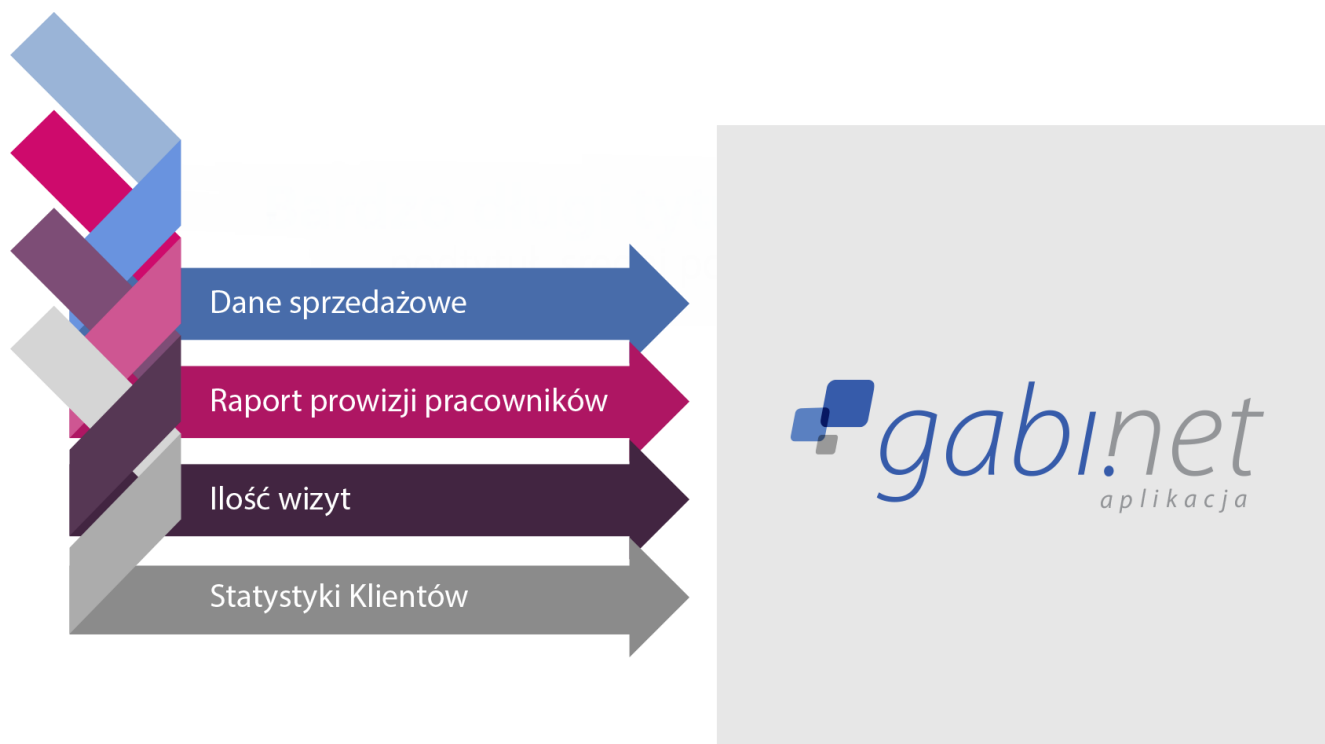 Dane sprzedażowe
Raport prowizji pracowników
Ilość wizyt
Statystyki Klientów
gabi.net
aplikacja